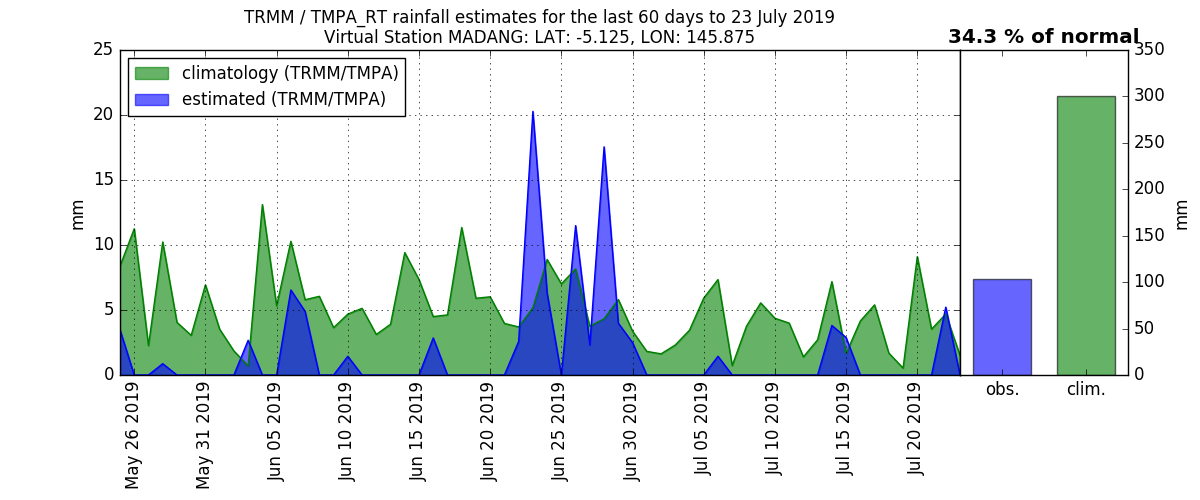 TRMM / TMPA_RT rainfall estimates for the last 60 days to 23 July 2019
Virtual Station MADANG: LAT: -5.125, LON: 145.875
34.3 % of normal
climatology (TRMM/TMPA)
estimated (TRMM/TMPA)
25
20
15
10
5
0
mm
May 26 2019
May 31 2019
Jun 05 2019
Jun 10 2019
Jun 15 2019
Jun 20 2019
Jun 25 2019
Jun 30 2019
Jul 05 2019
Jul 10 2019
Jul 15 2019
Jul 20 2019
obs.
clim.
350
300
250
200
150
100
50
0
mm